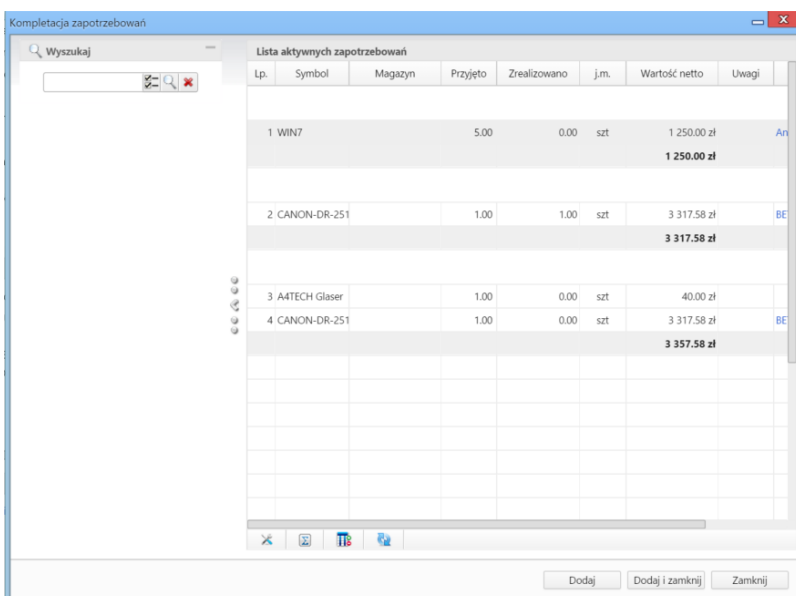 Kompletacja zapotrzebowań
Wyszukaj
Lista aktywnych zapotrzebowań
Lp. Symbol Magazyn Przyjęto Zrealizowano j.m. Wartość netto Uwagi
1 WIN7 5.00 0.00 szt 1 250.00 zł An
1 250.00 zł
2 CANON-DR-251 1.00 1.00 szt 3 317.58 zł BE
3 317.58 zł
3 A4TECH Glaser 1.00 0.00 szt 40.00 zł
4 CANON-DR-251 1.00 0.00 szt 3 317.58 zł BE
3 357.58 zł
Dodaj Dodaj i zamknij Zamknij